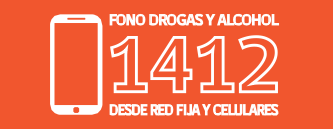 FONO DROGAS Y ALCOHOL
1412
DESDE RED FIJA Y CELULARES